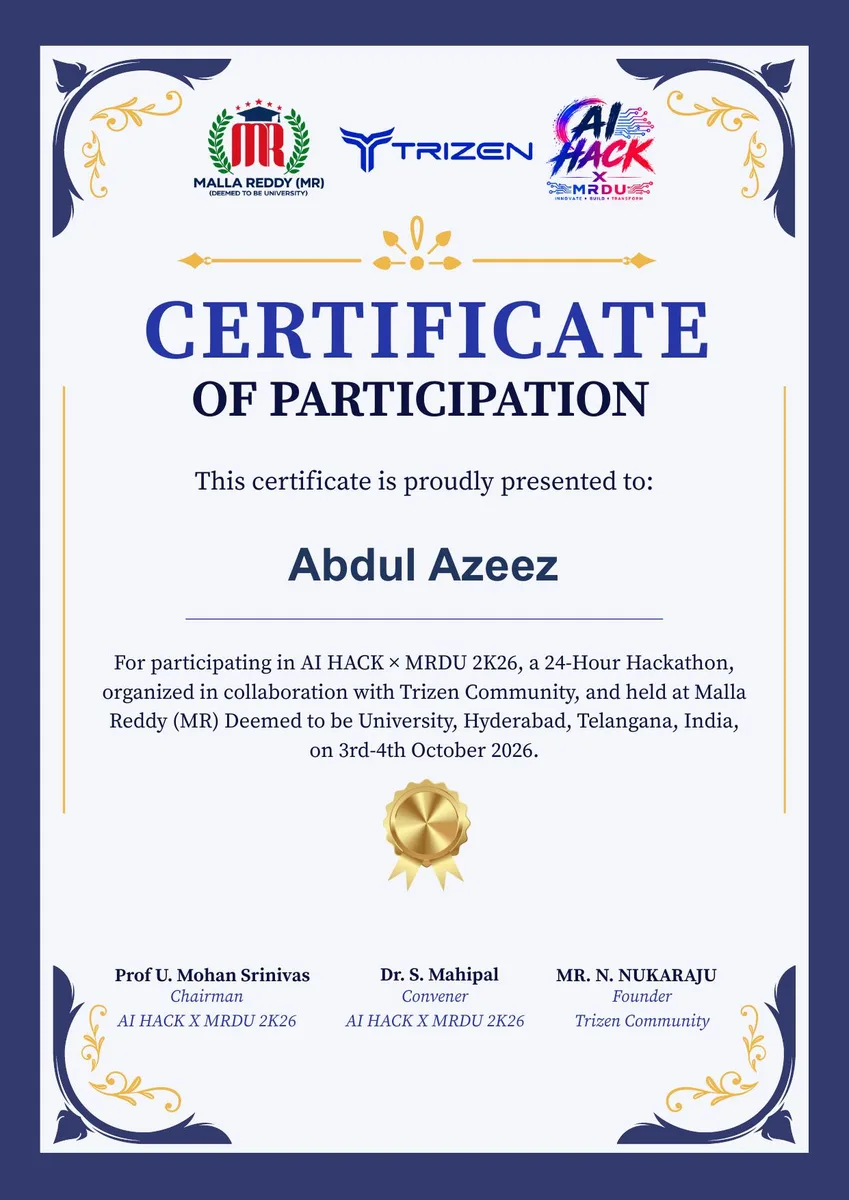 MR
MALLA REDDY (MR)
(DEEMED TO BE UNIVERSITY)
TRIZEN
AI
HACK
X
MRDU
INNOVATE • BUILD • TRANSFORM
CERTIFICATE
OF PARTICIPATION
This certificate is proudly presented to:
Abdul Azeez
For participating in AI HACK × MRDU 2K26, a 24-Hour Hackathon,
organized in collaboration with Trizen Community, and held at Malla
Reddy (MR) Deemed to be University, Hyderabad, Telangana, India,
on 3rd-4th October 2026.
Prof U. Mohan Srinivas
Chairman
AI HACK X MRDU 2K26
Dr. S. Mahipal
Convener
AI HACK X MRDU 2K26
MR. N. NUKARAJU
Founder
Trizen Community